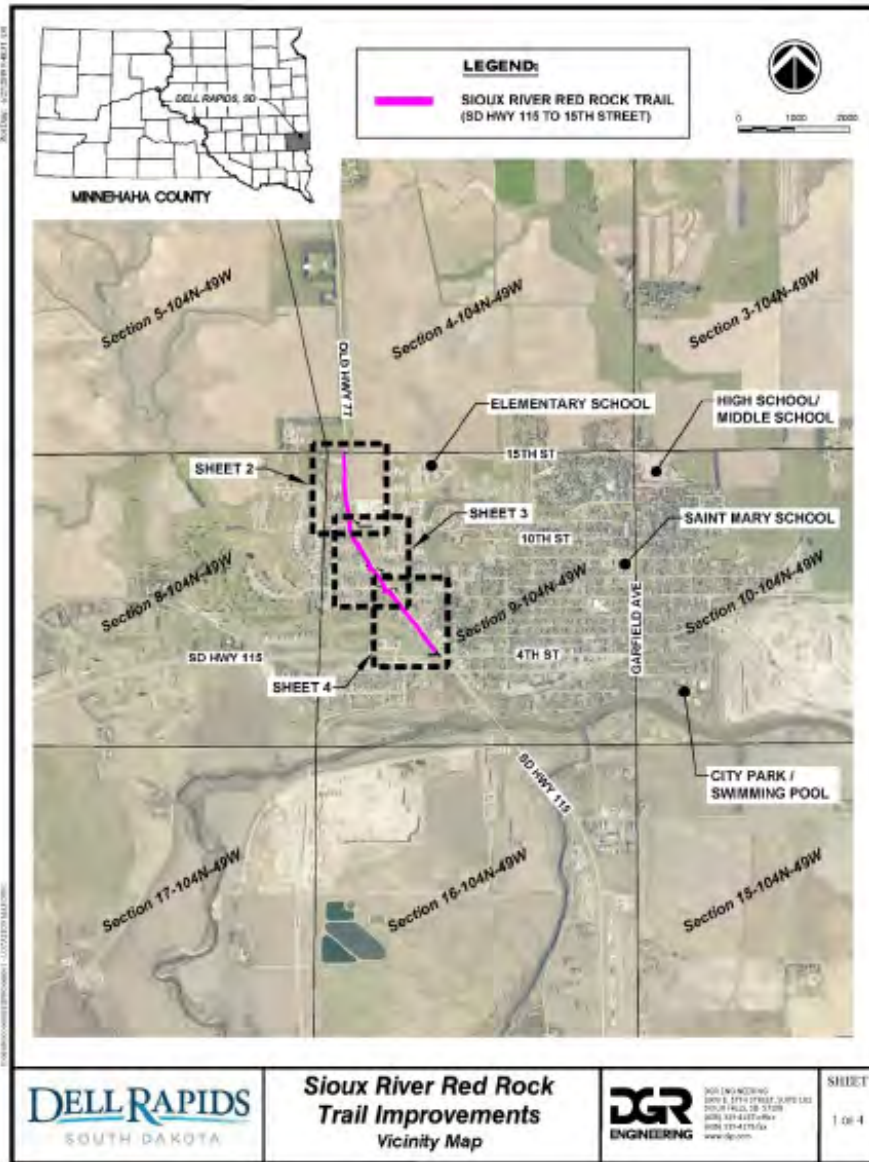 DELL RAPIDS, SD
MINNEHAHA COUNTY
LEGEND:
SIOUX RIVER RED ROCK TRAIL
(SD HWY 115 TO 15TH STREET)
0 1000 2000
Section 5-104N-49W
Section 4-104N-49W
Section 3-104N-49W
OLD HWY 77
ELEMENTARY SCHOOL
HIGH SCHOOL/
MIDDLE SCHOOL
15TH ST
SHEET 2
SHEET 3
SAINT MARY SCHOOL
10TH ST
Section 8-104N-49W
Section 9-104N-49W
Section 10-104N-49W
GARFIELD AVE
SD HWY 115
4TH ST
SHEET 4
CITY PARK /
SWIMMING POOL
SD HWY 115
Section 17-104N-49W
Section 16-104N-49W
Section 15-104N-49W
DELL RAPIDS
SOUTH DAKOTA
Sioux River Red Rock
Trail Improvements
Vicinity Map
DGR
ENGINEERING
DGR ENGINEERING
SHEET
1 of 4